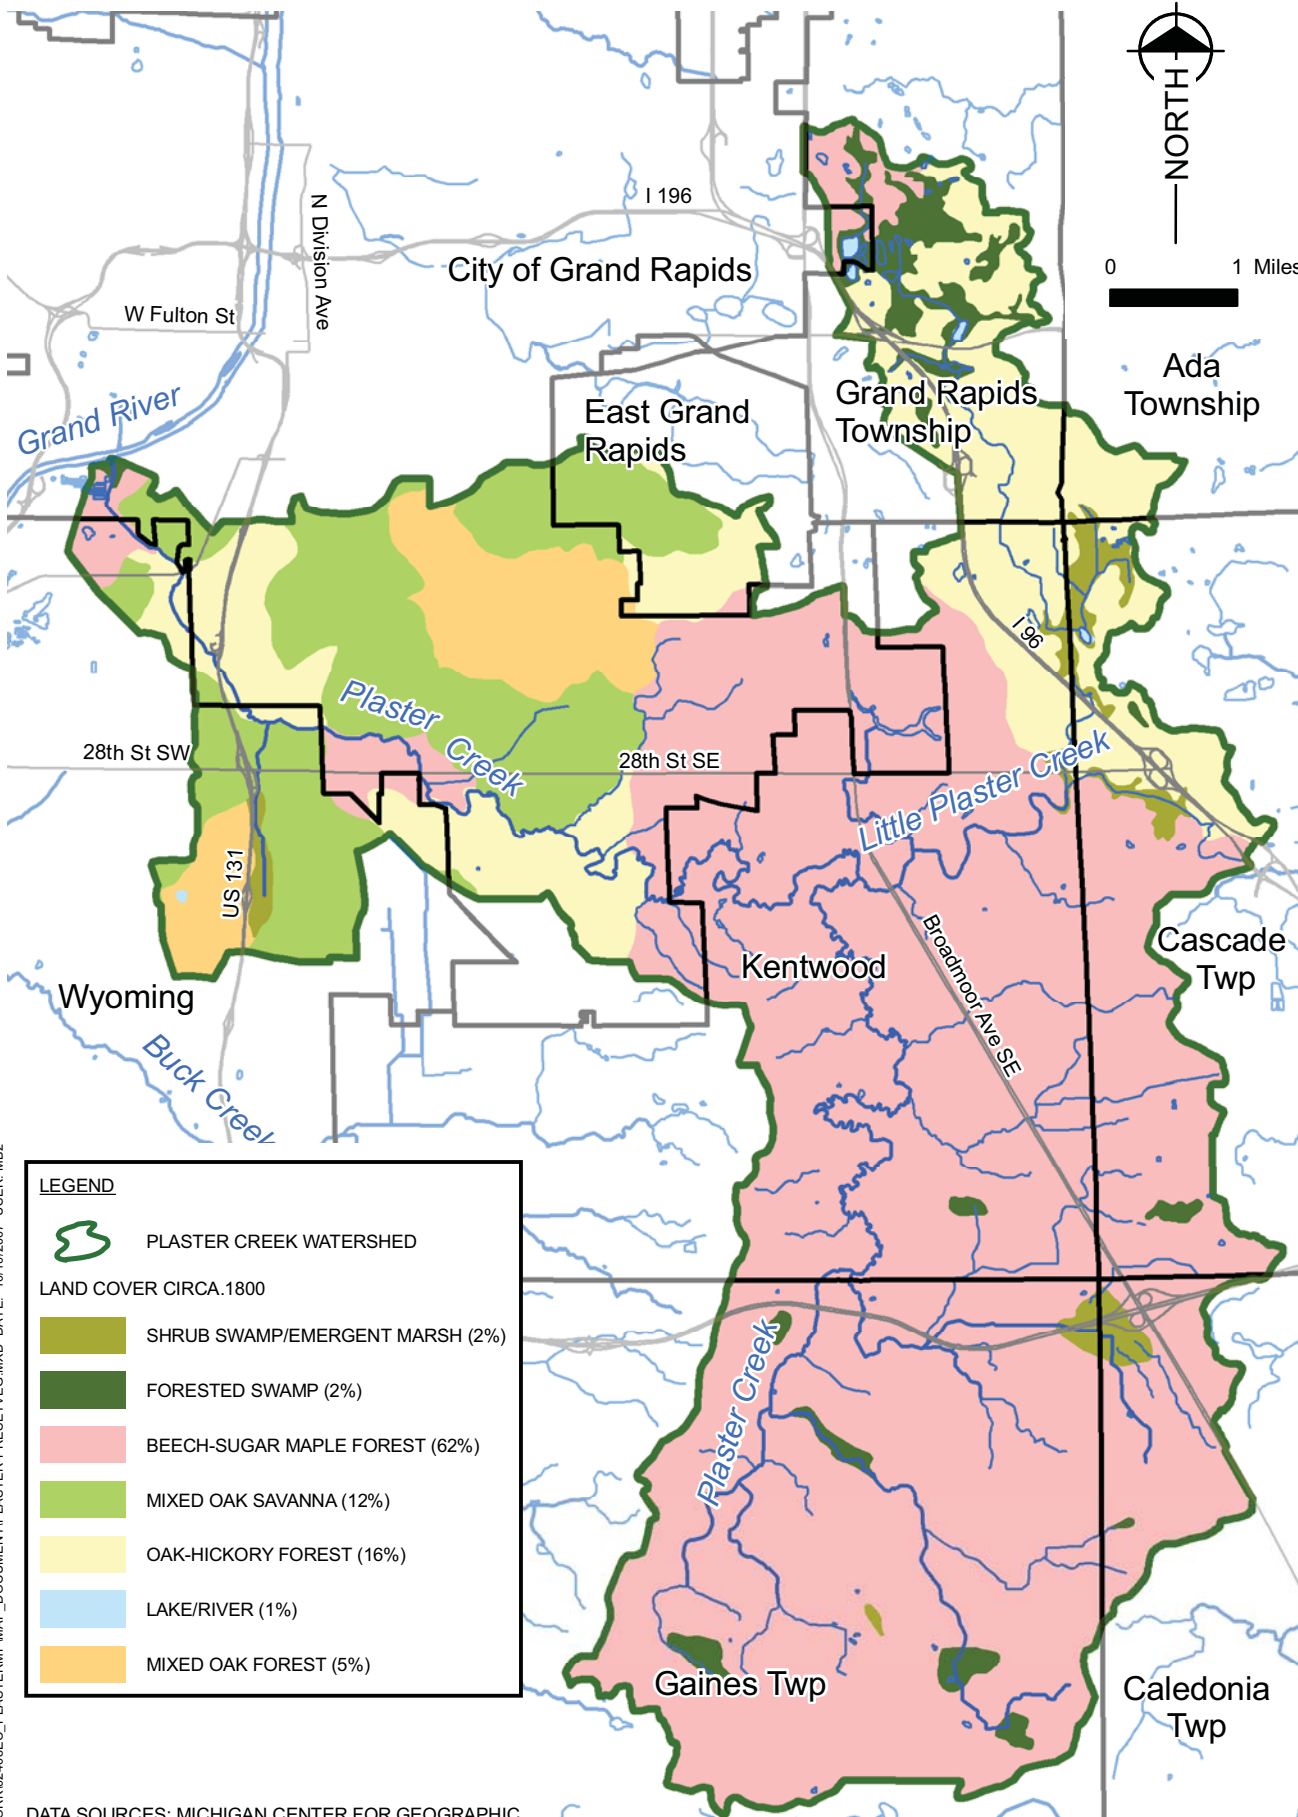 NORTH
0 1 Miles
I 196
N Division Ave
City of Grand Rapids
W Fulton St
Ada
Township
Grand River
East Grand
Rapids
Grand Rapids
Township
I 96
Plaster
Creek
28th St SW
28th St SE
Little Plaster Creek
US 131
Broadmoor Ave SE
Cascade
Twp
Kentwood
Wyoming
Buck Creek
Plaster Creek
Gaines Twp
Caledonia
Twp
LEGEND
PLASTER CREEK WATERSHED
LAND COVER CIRCA.1800
SHRUB SWAMP/EMERGENT MARSH (2%)
FORESTED SWAMP (2%)
BEECH-SUGAR MAPLE FOREST (62%)
MIXED OAK SAVANNA (12%)
OAK-HICKORY FOREST (16%)
LAKE/RIVER (1%)
MIXED OAK FOREST (5%)
DATA SOURCES: MICHIGAN CENTER FOR GEOGRAPHIC